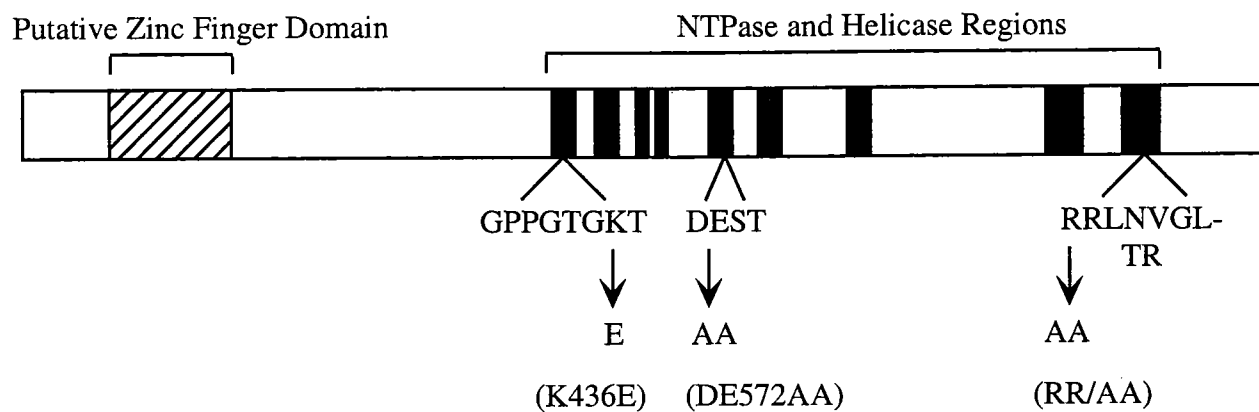 Putative Zinc Finger Domain
NTPase and Helicase Regions
GPPGTGKT
DEST
RRLNVGL-
TR
E
AA
AA
(K436E)
(DE572AA)
(RR/AA)